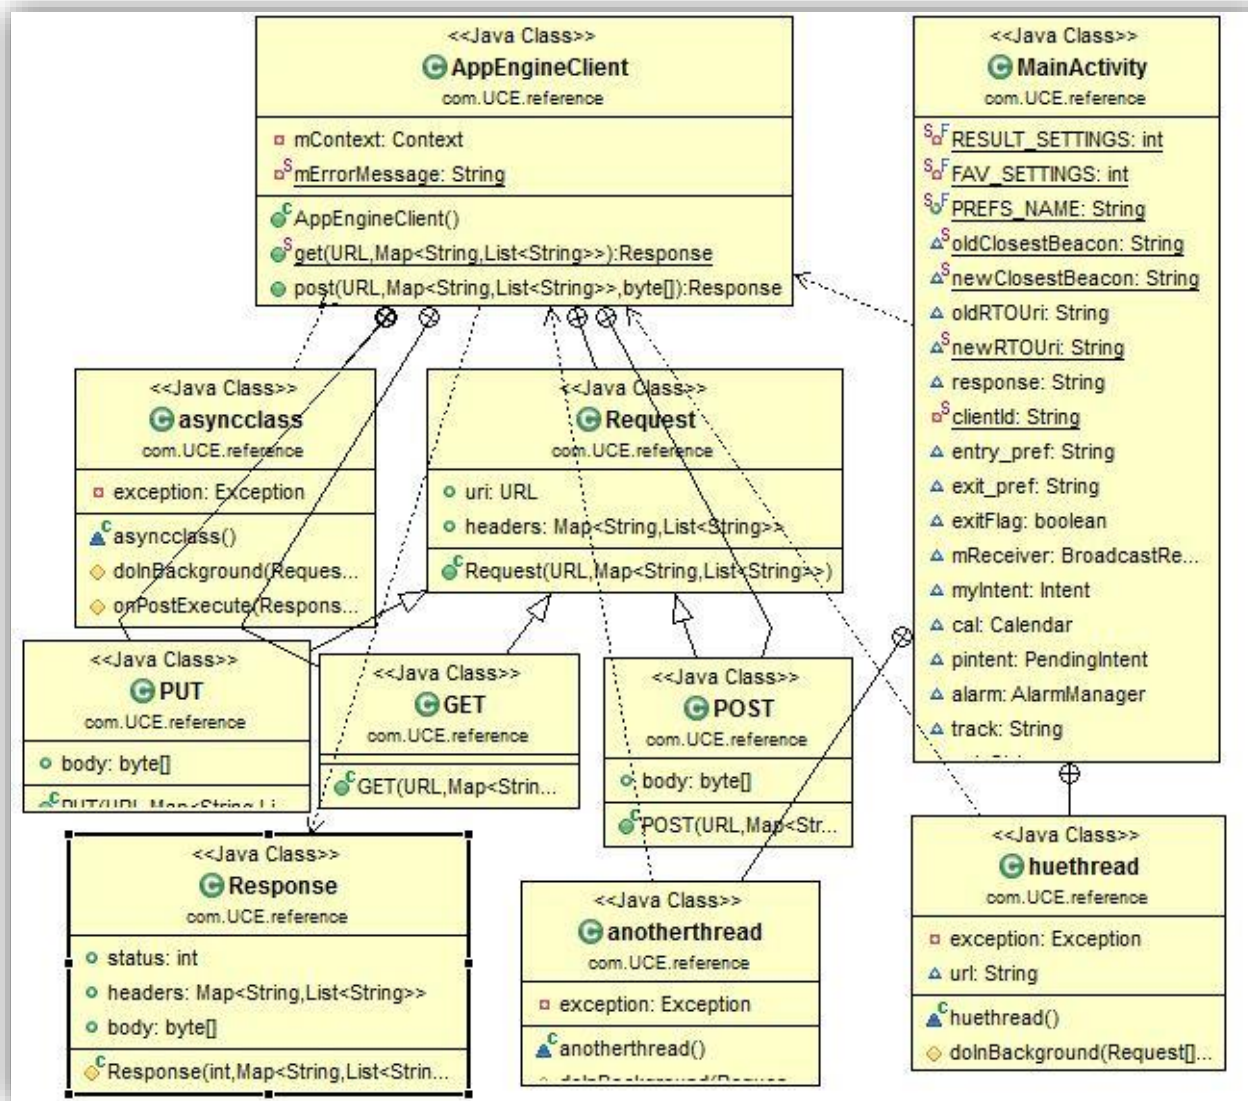 <<Java Class>>
AppEngineClient
com.UCE.reference
mContext: Context
mErrorMessage: String
AppEngineClient()
get(URL,Map<String,List<String>>):Response
post(URL,Map<String,List<String>>,byte[]):Response
<<Java Class>>
MainActivity
com.UCE.reference
RESULT_SETTINGS: int
FAV_SETTINGS: int
PREFS_NAME: String
oldClosestBeacon: String
newClosestBeacon: String
oldRTOUri: String
newRTOUri: String
response: String
clientId: String
entry_pref: String
exit_pref: String
exitFlag: boolean
mReceiver: BroadcastRe...
myIntent: Intent
cal: Calendar
pintent: PendingIntent
alarm: AlarmManager
track: String
<<Java Class>>
asyncclass
com.UCE.reference
exception: Exception
asyncclass()
doInBackground(Reques...
onPostExecute(Respons...
<<Java Class>>
Request
com.UCE.reference
uri: URL
headers: Map<String,List<String>>
Request(URL,Map<String,List<String>>)
<<Java Class>>
PUT
com.UCE.reference
body: byte[]
PUT(URL,Map<String,Li...
<<Java Class>>
GET
com.UCE.reference
GET(URL,Map<Strin...
<<Java Class>>
POST
com.UCE.reference
body: byte[]
POST(URL,Map<Str...
<<Java Class>>
Response
com.UCE.reference
status: int
headers: Map<String,List<String>>
body: byte[]
Response(int,Map<String,List<Strin...
<<Java Class>>
anotherthread
com.UCE.reference
exception: Exception
anotherthread()
doInBackground(Reques...
<<Java Class>>
huethread
com.UCE.reference
exception: Exception
url: String
huethread()
doInBackground(Request[]...